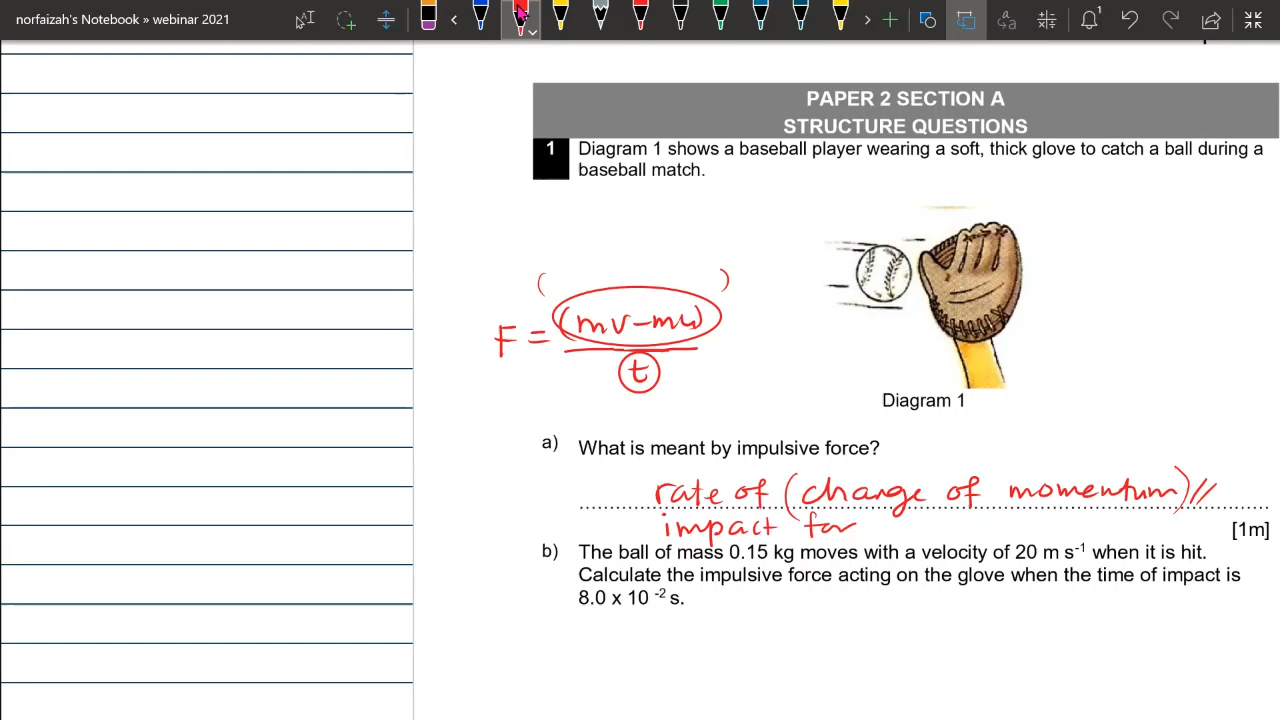 norfaizah's Notebook » webinar 2021
PAPER 2 SECTION A
STRUCTURE QUESTIONS
1 Diagram 1 shows a baseball player wearing a soft, thick glove to catch a ball during a
baseball match.
( )
F = (mv-mu)
t
Diagram 1
a) What is meant by impulsive force?
rate of (change of momentum)//
impact for
[1m]
b) The ball of mass 0.15 kg moves with a velocity of 20 m s⁻¹ when it is hit.
Calculate the impulsive force acting on the glove when the time of impact is
8.0 x 10 ⁻² s.